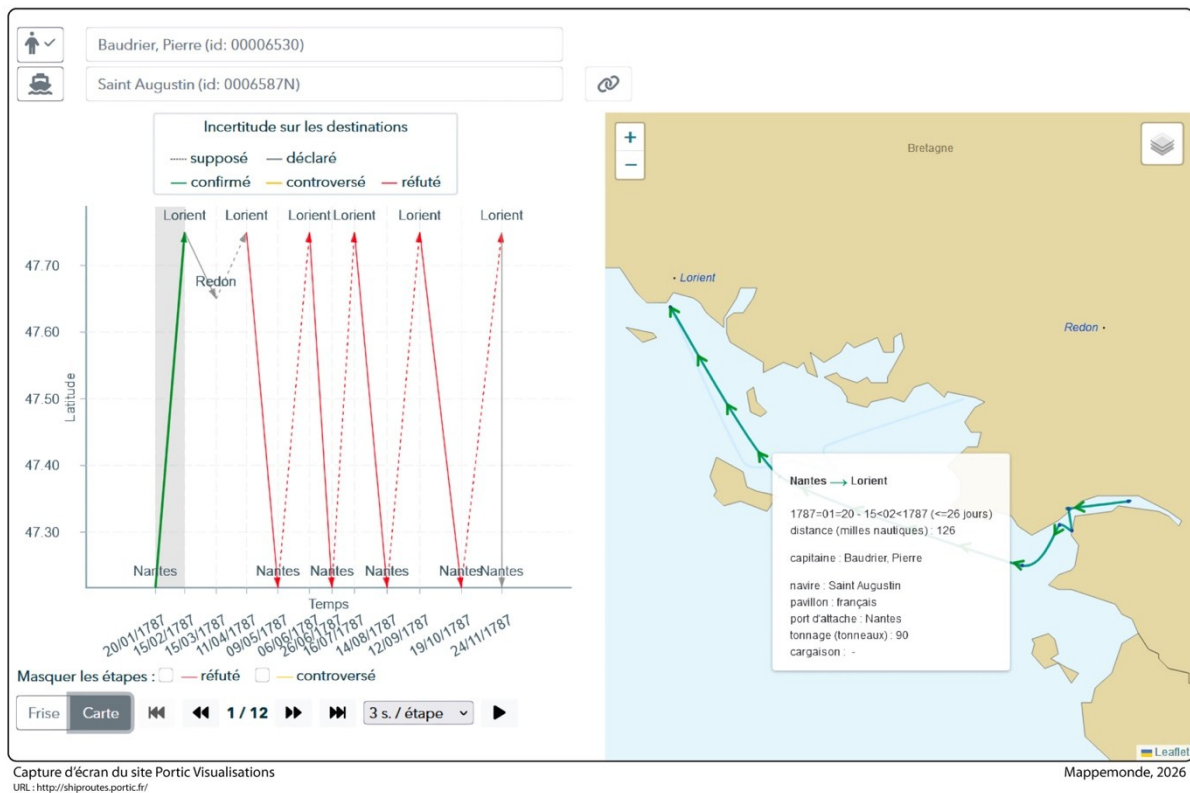 Baudrier, Pierre (id: 00006530)
Saint Augustin (id: 0006587N)
Incertitude sur les destinations
supposé déclaré
confirmé controversé réfuté
Lorient Lorient Lorient Lorient Lorient Lorient
47.70
Redon
47.60
47.50
Latitude
47.40
47.30
Nantes Nantes Nantes Nantes Nantes Nantes
Temps
20/01/1787 15/02/1787 15/03/1787 11/04/1787 09/05/1787 06/06/1787 26/06/1787 16/07/1787 14/08/1787 12/09/1787 19/10/1787 24/11/1787
Masquer les étapes : réfuté controversé
Frise Carte 1 / 12 3 s. / étape
+
−
Bretagne
Lorient
Redon
Nantes → Lorient
1787=01=20 - 15<02<1787 (<=26 jours)
distance (milles nautiques) : 126
capitaine : Baudrier, Pierre
navire : Saint Augustin
pavillon : français
port d'attache : Nantes
tonnage (tonneaux) : 90
cargaison : -
Leaflet
Capture d'écran du site Portic Visualisations
URL : http://shiproutes.portic.fr/
Mappemonde, 2026